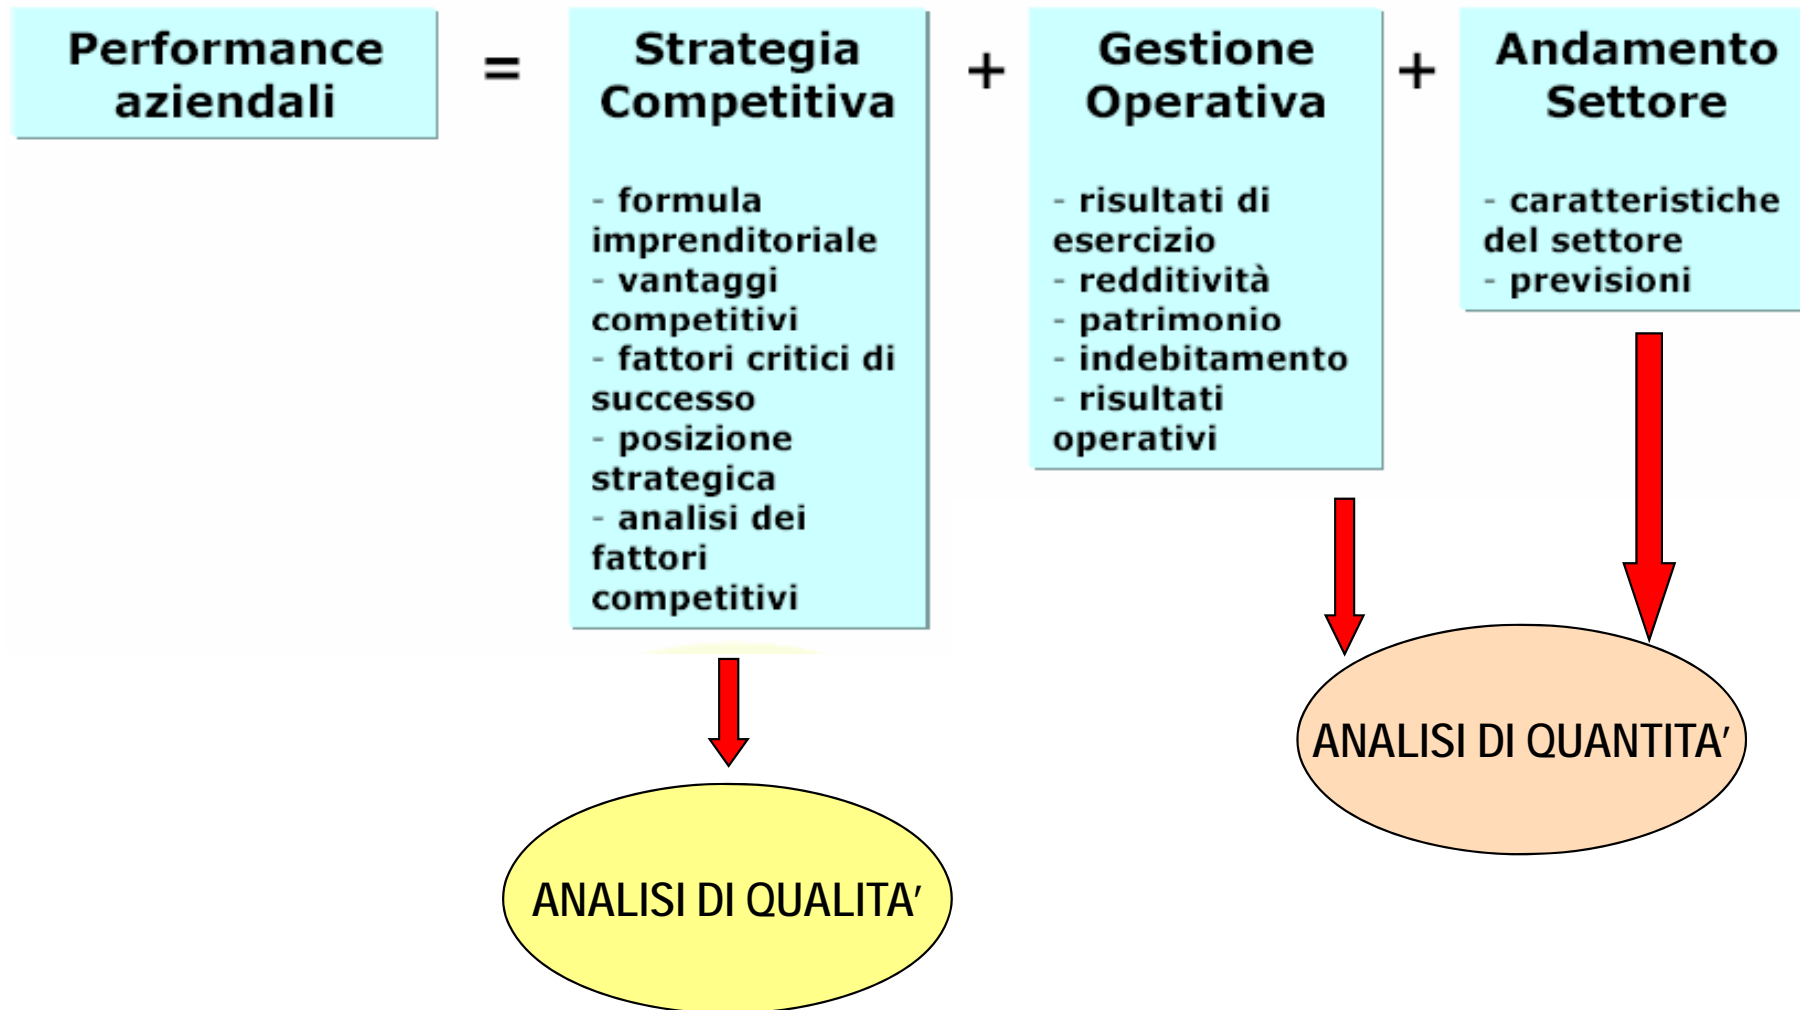 Performance
aziendali
=
Strategia
Competitiva
- formula
imprenditoriale
- vantaggi
competitivi
- fattori critici di
successo
- posizione
strategica
- analisi dei
fattori
competitivi
+
Gestione
Operativa
- risultati di
esercizio
- redditività
- patrimonio
- indebitamento
- risultati
operativi
+
Andamento
Settore
- caratteristiche
del settore
- previsioni
ANALISI DI QUANTITA’
ANALISI DI QUALITA’